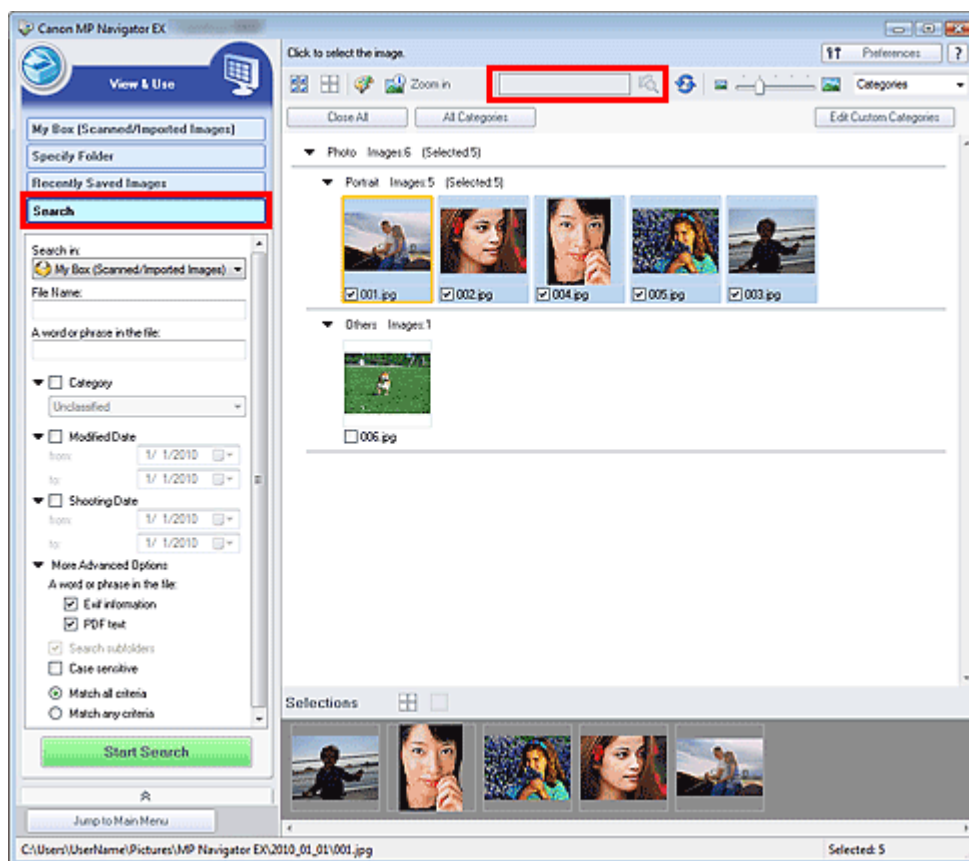 Canon MP Navigator EX
View & Use
My Box (Scanned/Imported Images)
Specify Folder
Recently Saved Images
Search
Search in:
My Box (Scanned/Imported Images)
File Name:
A word or phrase in the file:
Category
Unclassified
Modified Date
from: 1/ 1/2010
to: 1/ 1/2010
Shooting Date
from: 1/ 1/2010
to: 1/ 1/2010
More Advanced Options
A word or phrase in the file:
Exif information
PDF text
Search subfolders
Case sensitive
Match all criteria
Match any criteria
Start Search
Jump to Main Menu
Click to select the image.
Preferences ?
Zoom in
Categories
Close All All Categories Edit Custom Categories
Photo Images:6 (Selected:5)
Portrait Images:5 (Selected:5)
001.jpg 002.jpg 004.jpg 005.jpg 003.jpg
Others Images:1
006.jpg
Selections
C:\Users\UserName\Pictures\MP Navigator EX\2010_01_01\001.jpg Selected: 5